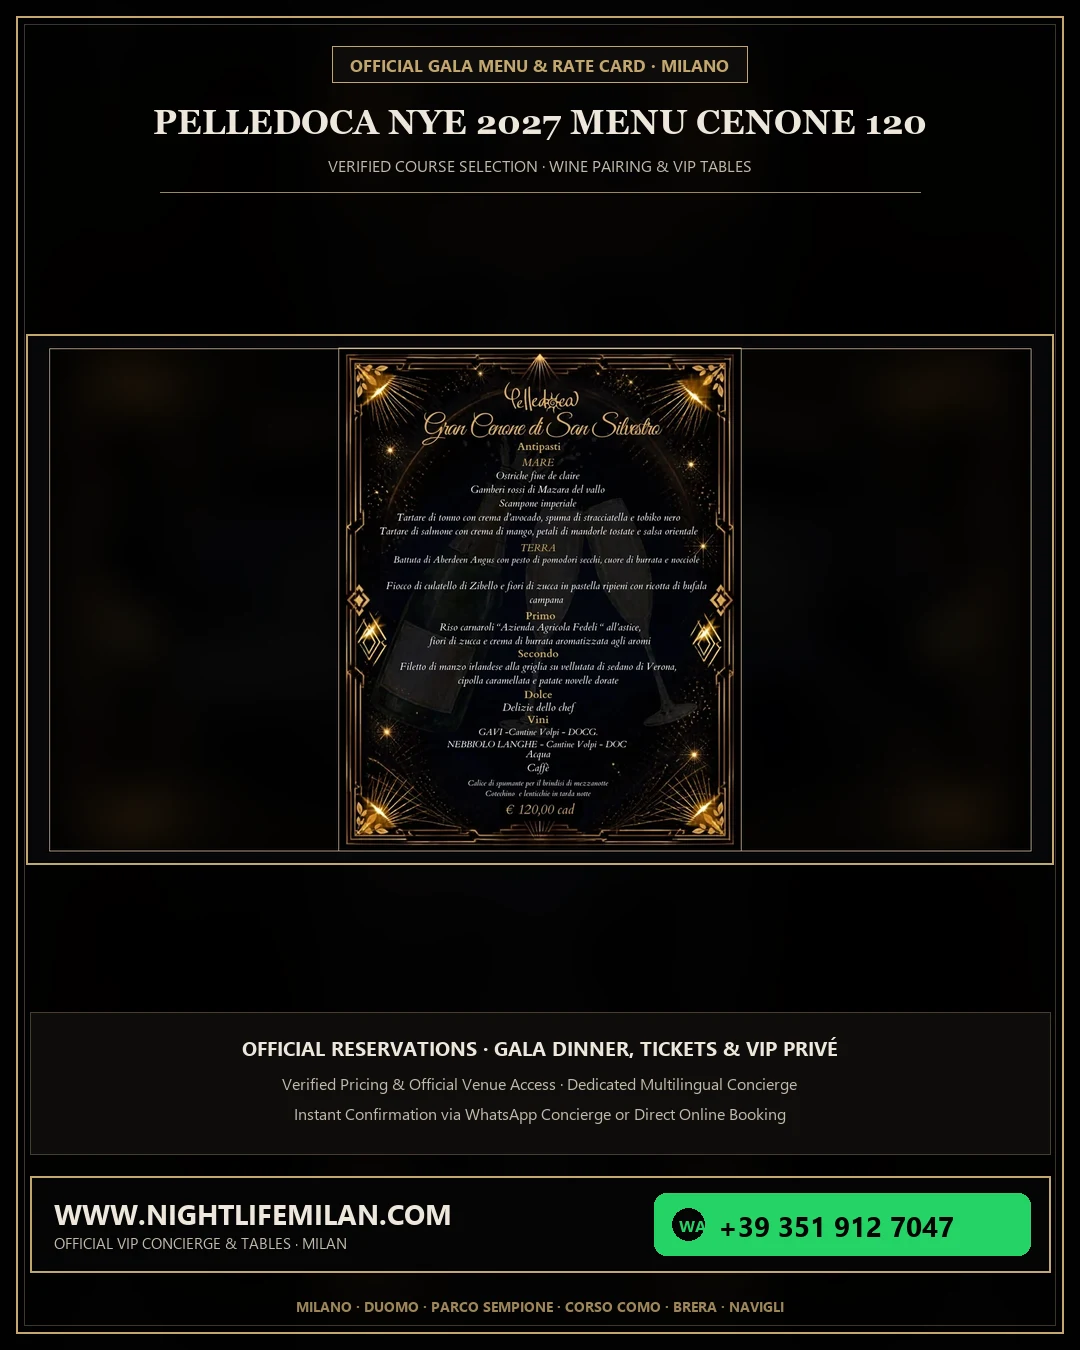 OFFICIAL GALA MENU & RATE CARD · MILANO
PELLEDOCA NYE 2027 MENU CENONE 120
VERIFIED COURSE SELECTION · WINE PAIRING & VIP TABLES
Pelledoca
Gran Cenone di San Silvestro
Antipasti
MARE
Ostriche fine de claire
Gamberi rossi di Mazara del vallo
Scampone imperiale
Tartare di tonno con crema d'avocado, spuma di stracciatella e tobiko nero
Tartare di salmone con crema di mango, petali di mandorle tostate e salsa orientale
TERRA
Battuta di Aberdeen Angus con pesto di pomodori secchi, cuore di burrata e nocciole
Fiocco di culatello di Zibello e fiori di zucca in pastella ripieni con ricotta di bufala
campana
Primo
Riso carnaroli “Azienda Agricola Fedeli “ all'astice,
fiori di zucca e crema di burrata aromatizzata agli aromi
Secondo
Filetto di manzo irlandese alla griglia su vellutata di sedano di Verona,
cipolla caramellata e patate novelle dorate
Dolce
Delizie dello chef
Vini
GAVI -Cantine Volpi - DOCG.
NEBBIOLO LANGHE - Cantine Volpi - DOC
Acqua
Caffè
Calice di spumante per il brindisi di mezzanotte
Cotechino e lenticchie in tarda notte
€ 120,00 cad
OFFICIAL RESERVATIONS · GALA DINNER, TICKETS & VIP PRIVÉ
Verified Pricing & Official Venue Access · Dedicated Multilingual Concierge
Instant Confirmation via WhatsApp Concierge or Direct Online Booking
WWW.NIGHTLIFEMILAN.COM
OFFICIAL VIP CONCIERGE & TABLES · MILAN
WA +39 351 912 7047
MILANO · DUOMO · PARCO SEMPIONE · CORSO COMO · BRERA · NAVIGLI